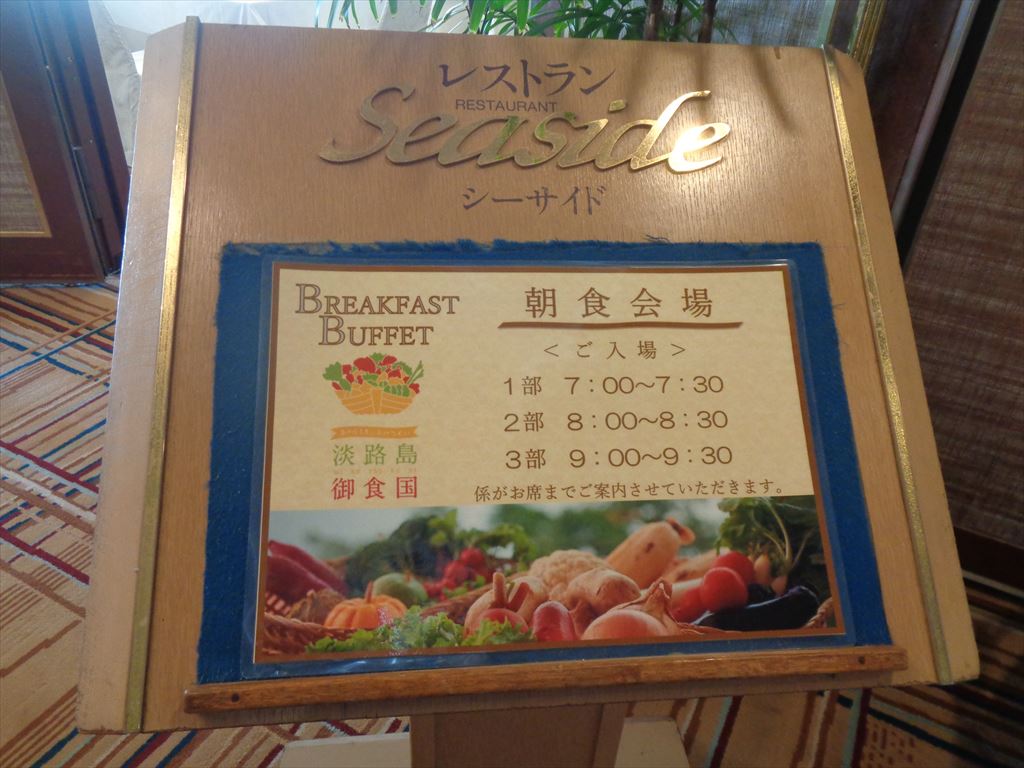 レストラン
RESTAURANT
Seaside
シーサイド
BREAKFAST
BUFFET
淡路島
御食国
朝食会場
<ご入場>
1部 7:00～7:30
2部 8:00～8:30
3部 9:00～9:30
係がお席までご案内させていただきます。